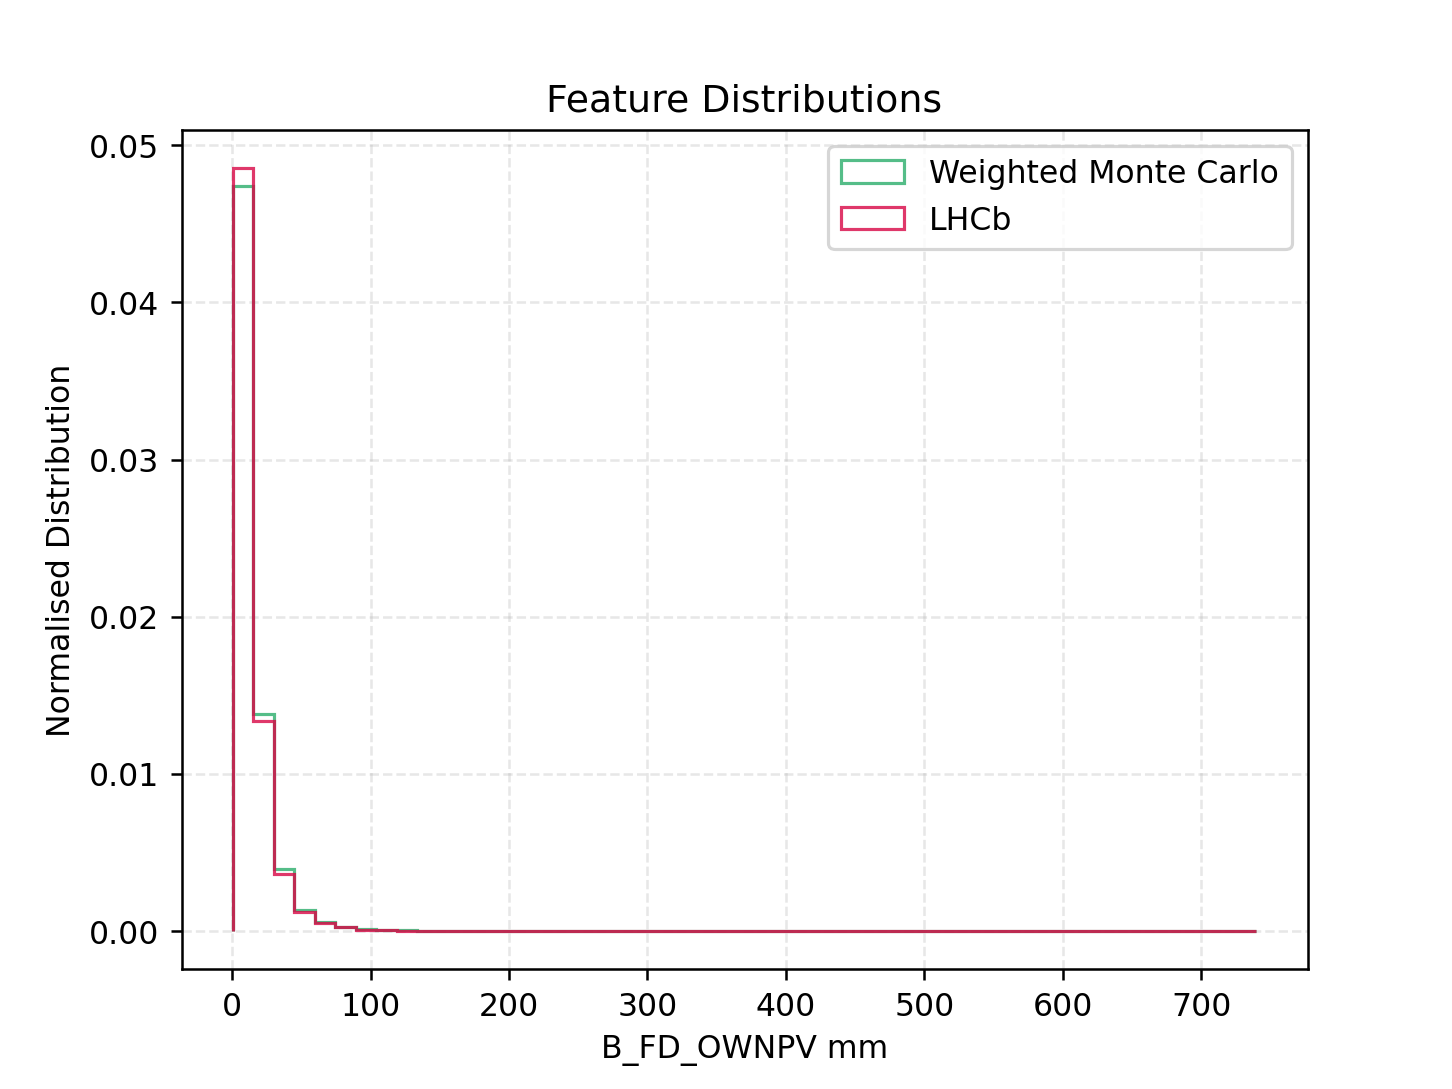 Feature Distributions
Weighted Monte Carlo
LHCb
Normalised Distribution
0.05
0.04
0.03
0.02
0.01
0.00
0 100 200 300 400 500 600 700
B_FD_OWNPV mm